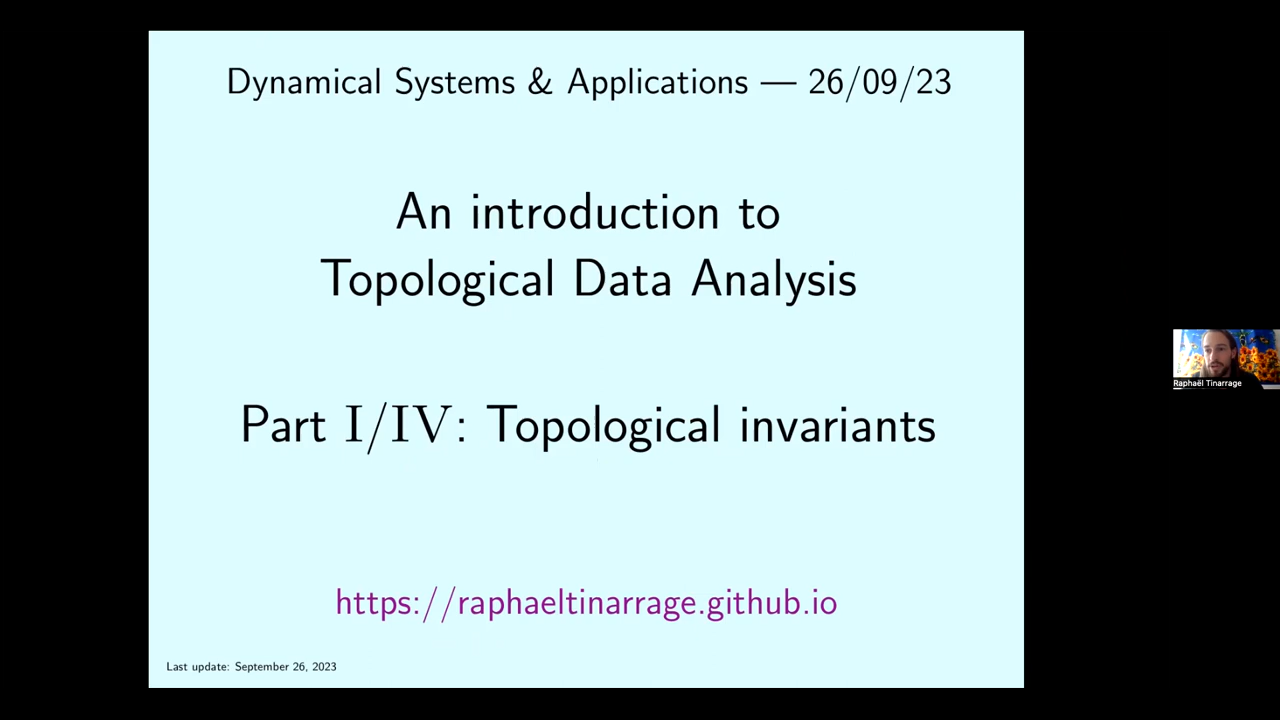 Dynamical Systems & Applications — 26/09/23
An introduction to
Topological Data Analysis
Part I/IV: Topological invariants
https://raphaeltinarrage.github.io
Last update: September 26, 2023
Raphaël Tinarrage